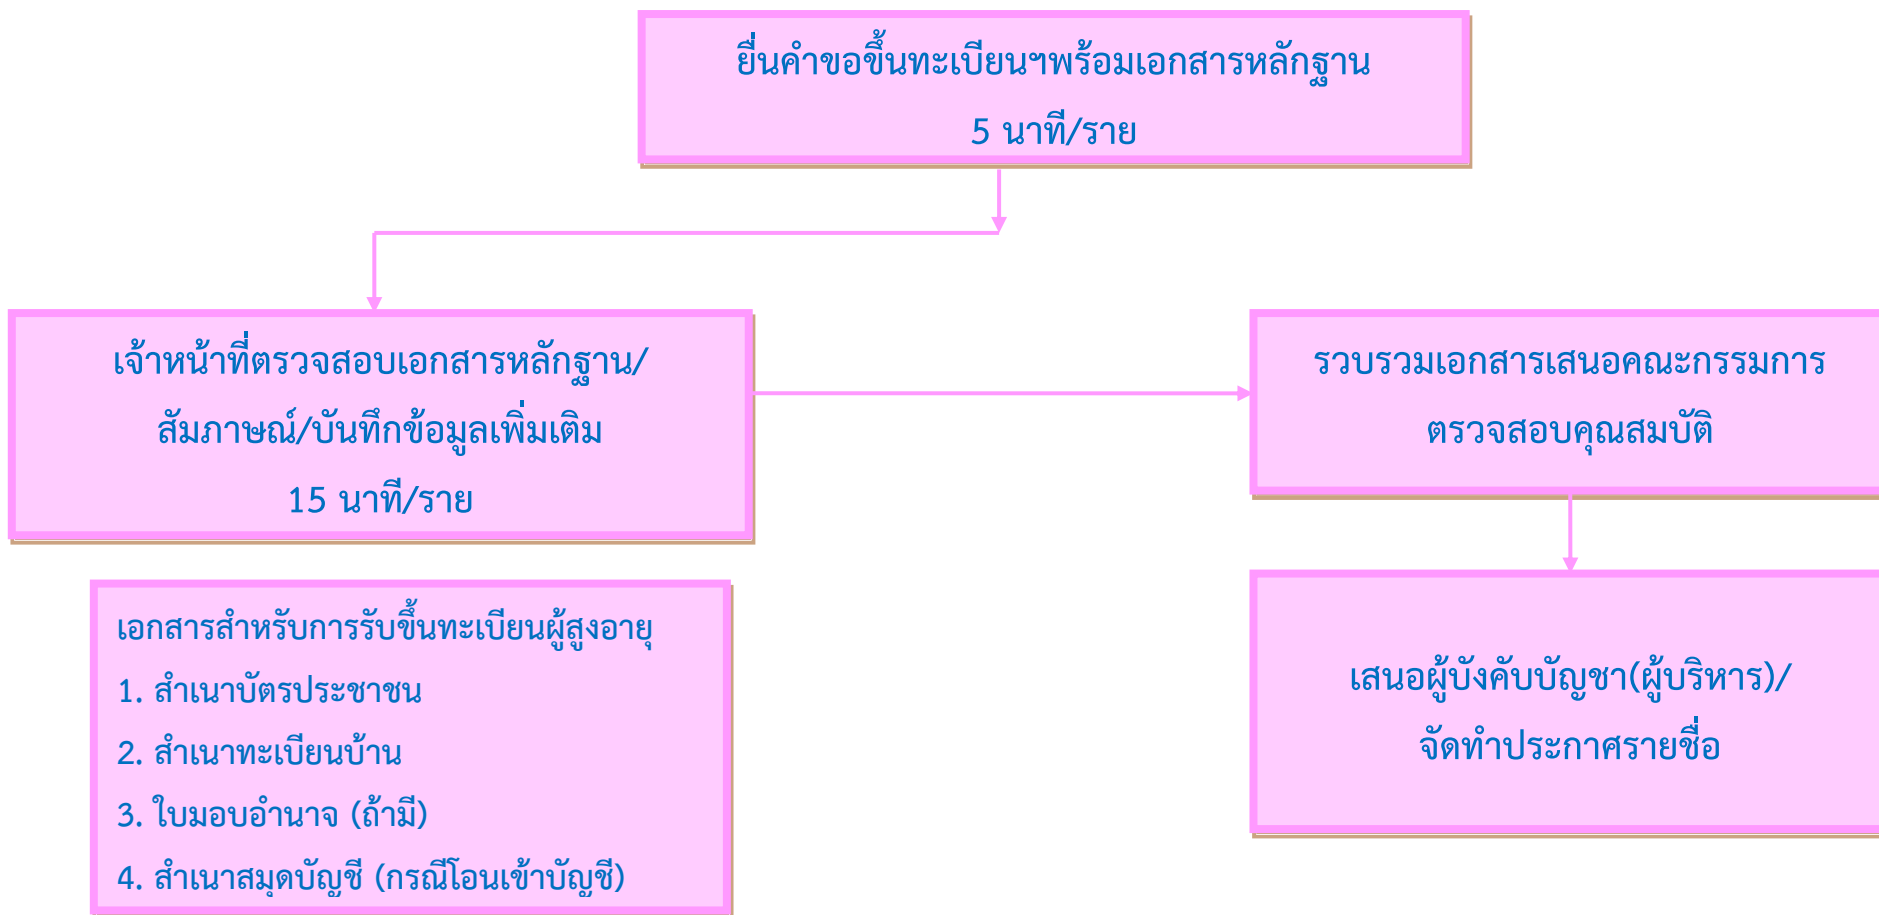 ยื่นคำขอขึ้นทะเบียนฯพร้อมเอกสารหลักฐาน
5 นาที/ราย
เจ้าหน้าที่ตรวจสอบเอกสารหลักฐาน/
สัมภาษณ์/บันทึกข้อมูลเพิ่มเติม
15 นาที/ราย
รวบรวมเอกสารเสนอคณะกรรมการ
ตรวจสอบคุณสมบัติ
เอกสารสำหรับการรับขึ้นทะเบียนผู้สูงอายุ
1. สำเนาบัตรประชาชน
2. สำเนาทะเบียนบ้าน
3. ใบมอบอำนาจ (ถ้ามี)
4. สำเนาสมุดบัญชี (กรณีโอนเข้าบัญชี)
เสนอผู้บังคับบัญชา(ผู้บริหาร)/
จัดทำประกาศรายชื่อ